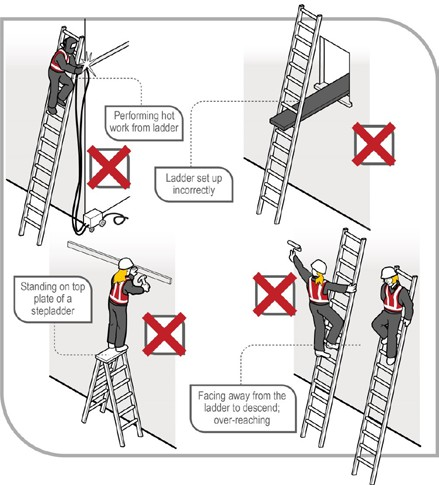 Performing hot
work from ladder
Ladder set up
incorrectly
Standing on top
plate of a
stepladder
Facing away from the
ladder to descend;
over-reaching